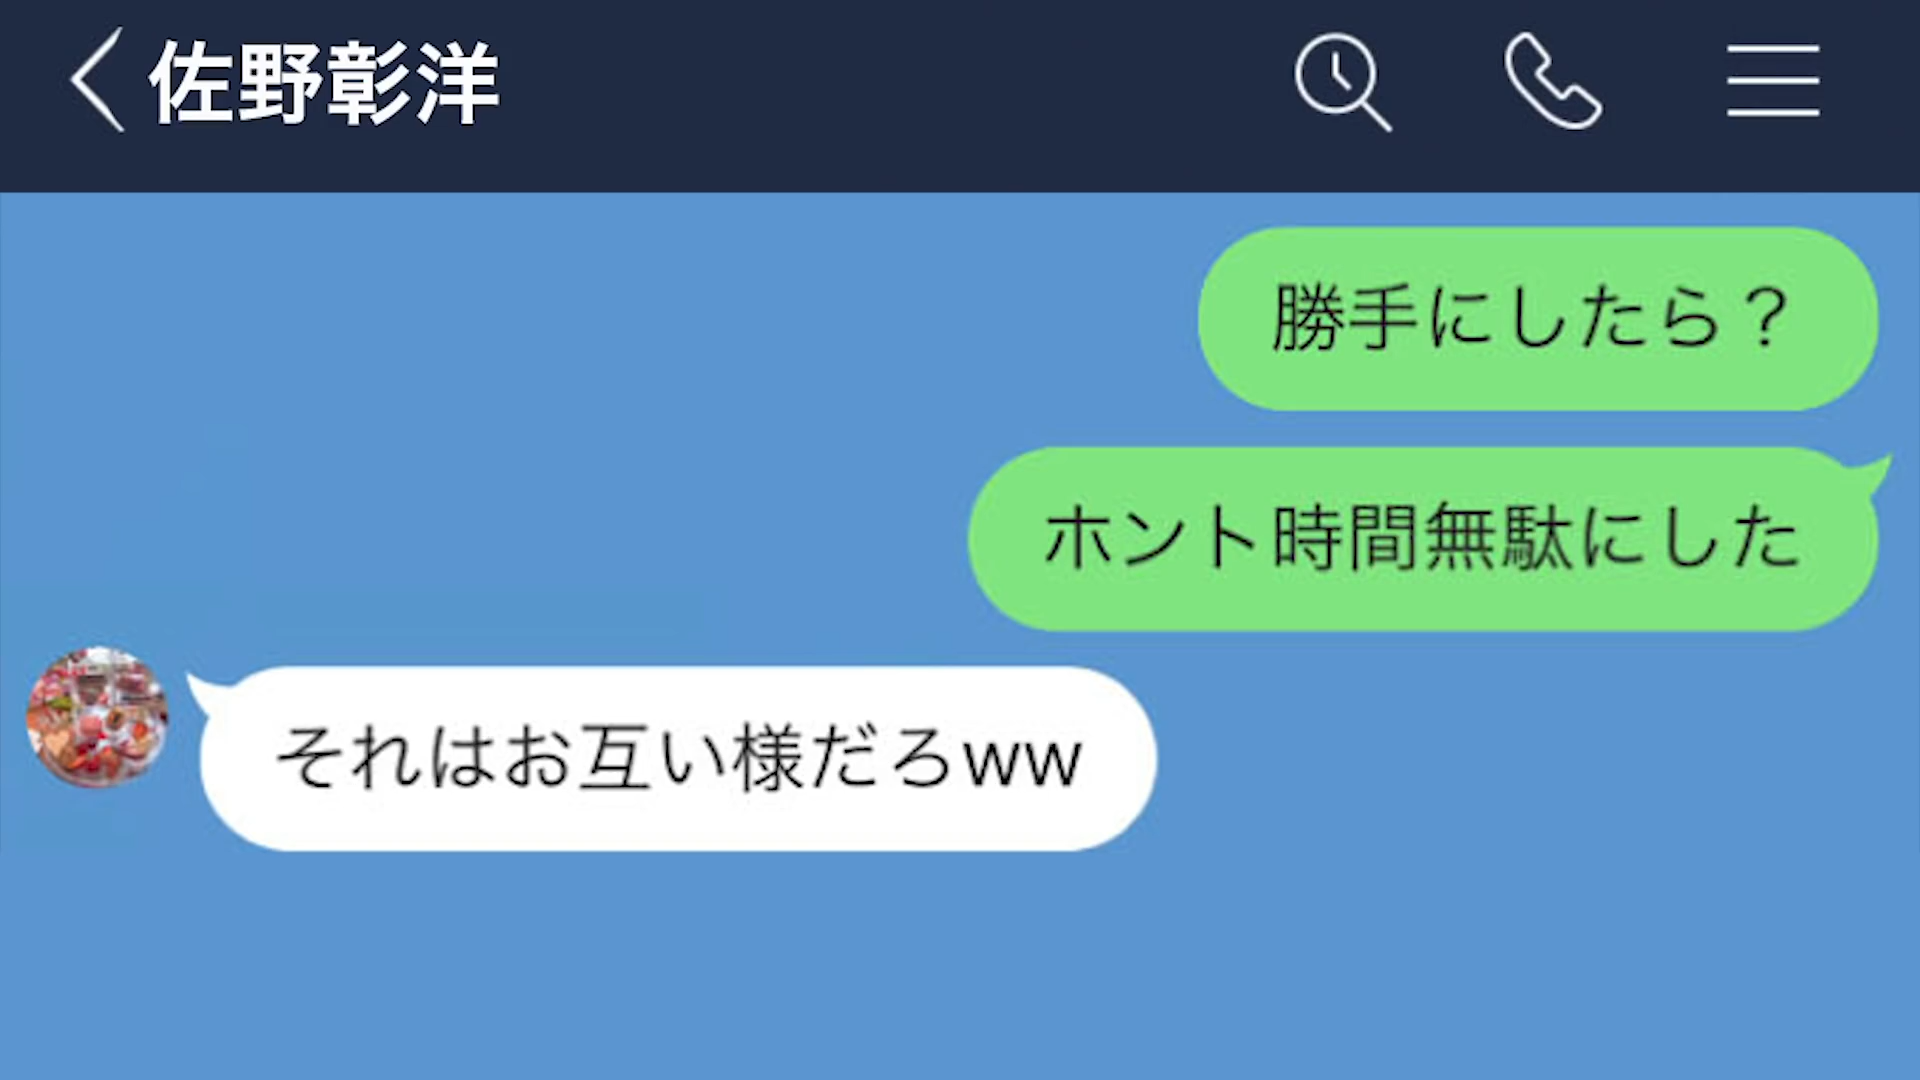 佐野彰洋
勝手にしたら？
ホント時間無駄にした
それはお互い様だろww